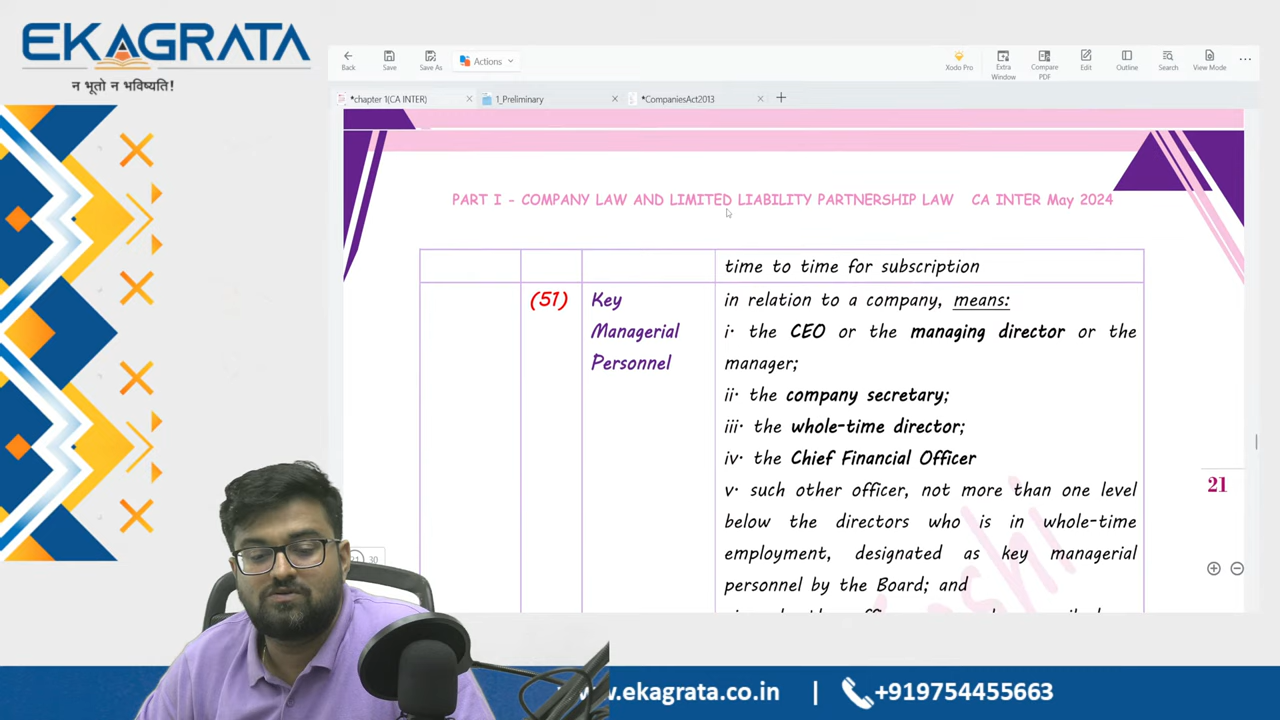 EKAGRATA
न भूतो न भविष्यति!
Back
Save
Save As
Actions
Xodo Pro
Extra Window
Compare PDF
Edit
Outline
Search
View Mode
*chapter 1(CA INTER)
1_Preliminary
*CompaniesAct2013
PART I - COMPANY LAW AND LIMITED LIABILITY PARTNERSHIP LAW CA INTER May 2024
time to time for subscription
(51)
Key
Managerial
Personnel
in relation to a company, means:
i. the CEO or the managing director or the
manager;
ii. the company secretary;
iii. the whole-time director;
iv. the Chief Financial Officer
v. such other officer, not more than one level
below the directors who is in whole-time
employment, designated as key managerial
personnel by the Board; and
21
30
.ekagrata.co.in | +919754455663